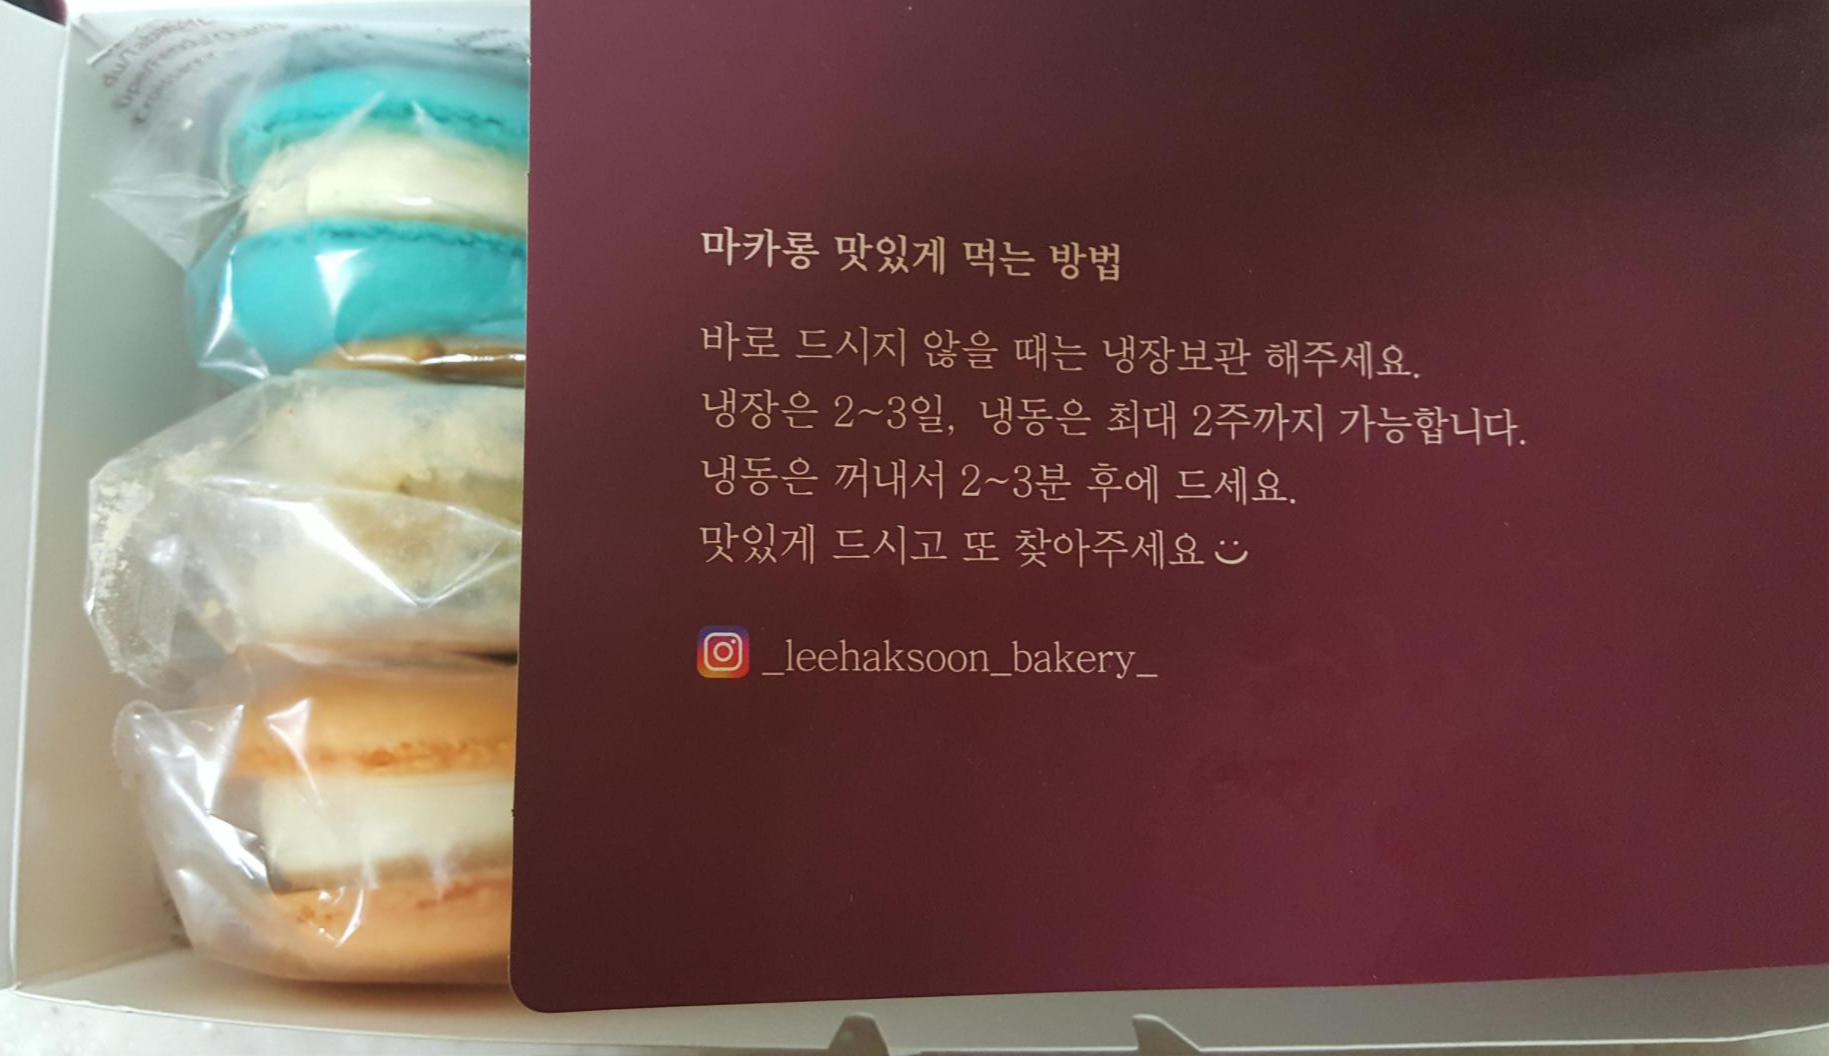 마카롱 맛있게 먹는 방법
바로 드시지 않을 때는 냉장보관 해주세요.
냉장은 2~3일, 냉동은 최대 2주까지 가능합니다.
냉동은 꺼내서 2~3분 후에 드세요.
맛있게 드시고 또 찾아주세요
_leehaksoon_bakery_